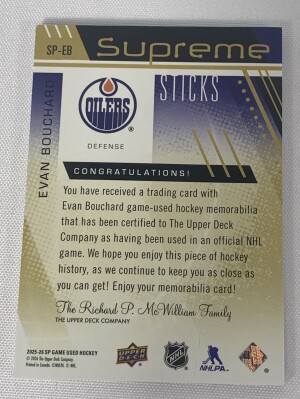 SP-EB
Supreme
STICKS
OILERS
DEFENSE
EVAN BOUCHARD
CONGRATULATIONS!
You have received a trading card with
Evan Bouchard game-used hockey memorabilia
that has been certified to The Upper Deck
Company as having been used in an official NHL
game. We hope you enjoy this piece of hockey
history, as we continue to keep you as close as
you can get! Enjoy your memorabilia card!
The Richard P. McWilliam Family
THE UPPER DECK COMPANY
2025-26 SP GAME USED HOCKEY
Printed in Canada.
UPPER DECK
NHL
NHLPA